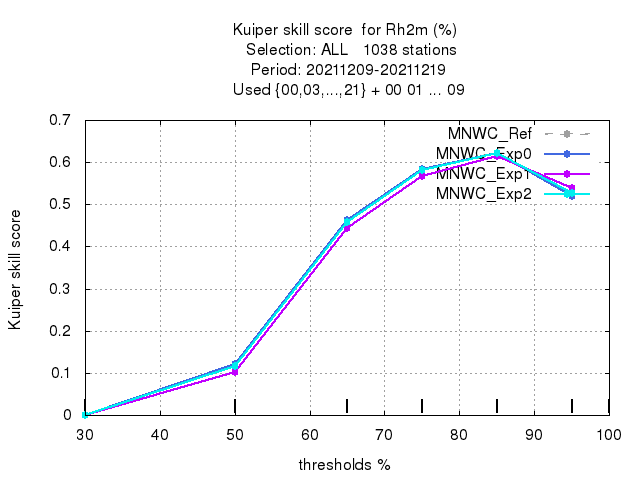 Kuiper skill score  for Rh2m (%)
Selection: ALL   1038 stations
Period: 20211209-20211219
Used {00,03,...,21} + 00 01 ... 09
0.7
0.6
0.5
0.4
0.3
0.2
0.1
0
Kuiper skill score
MNWC_Ref
MNWC_Exp0
MNWC_Exp1
MNWC_Exp2
30 40 50 60 70 80 90 100
thresholds %